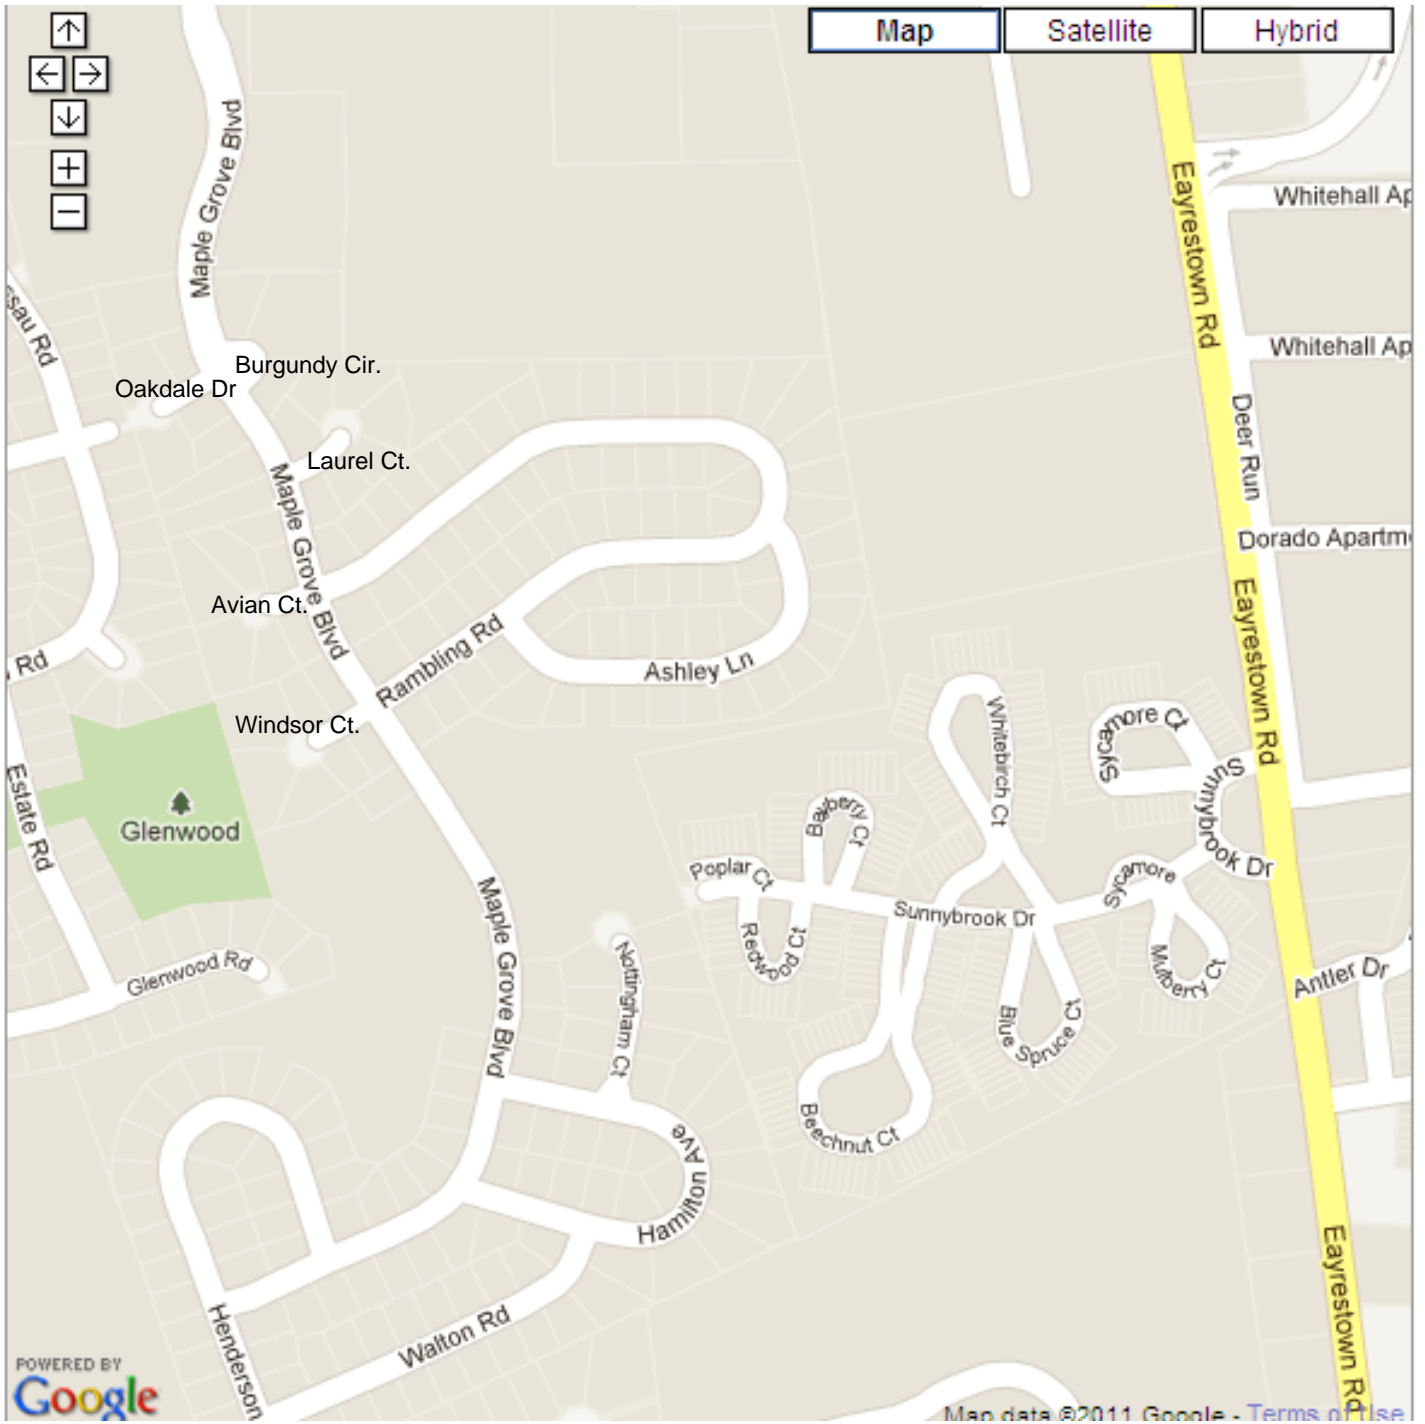 Map
Satellite
Hybrid
Maple Grove Blvd
Eayrestown Rd
Whitehall Ap
ssau Rd
Whitehall Ap
Burgundy Cir.
Oakdale Dr
Laurel Ct.
Deer Run
Maple Grove Blvd
Dorado Apartm
Avian Ct.
Rambling Rd
Ashley Ln
Rd
Eayrestown Rd
Windsor Ct.
Whitebirch Ct
Sycamore Ct
Sunnybrook Dr
Estate Rd
Glenwood
Bayberry Ct
Poplar Ct
Sycamore
Sunnybrook Dr
Redwood Ct
Maple Grove Blvd
Nottingham Ct
Glenwood Rd
Mulberry Ct
Antler Dr
Blue Spruce Ct
Beechnut Ct
Hamilton Ave
Eayrestown Rd
Henderson
Walton Rd
POWERED BY
Google
Map data ©2011 Google - Terms of Use